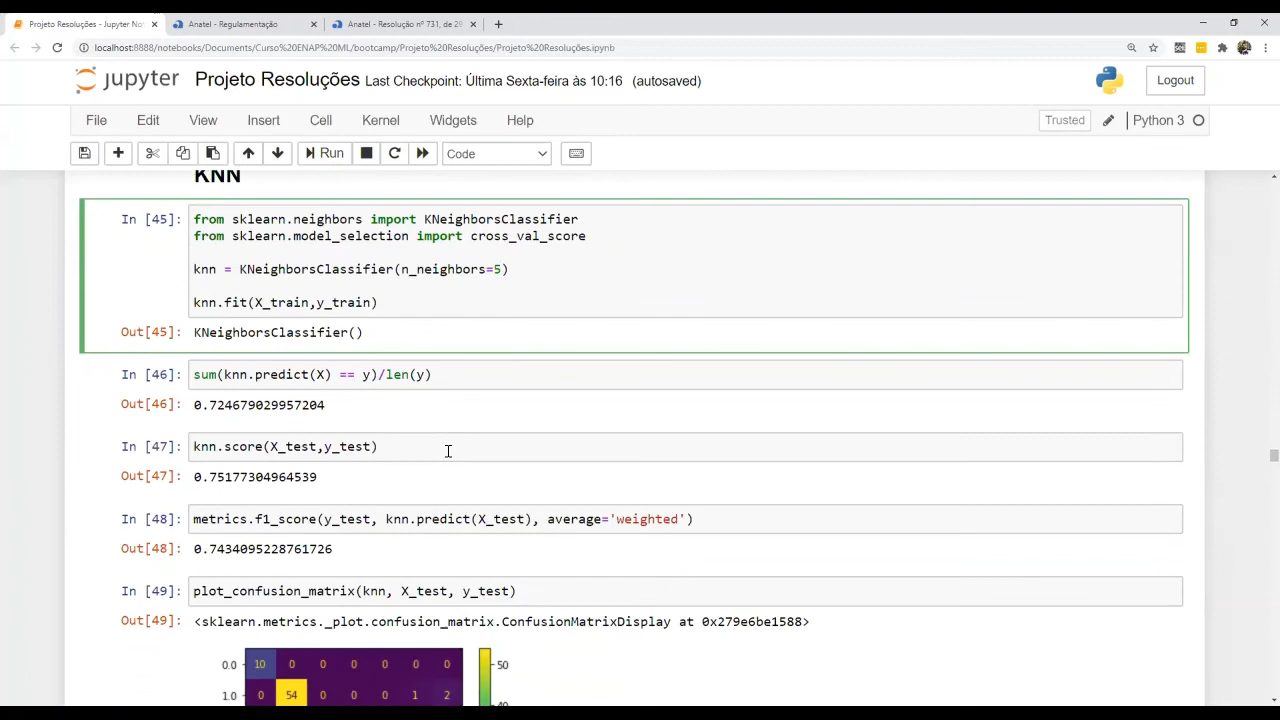 Projeto Resoluções - Jupyter No
Anatel - Regulamentação
Anatel - Resolução nº 731, de 29
localhost:8888/notebooks/Documents/Curso%20ENAP%20ML/bootcamp/Projeto%20Resoluções/Projeto%20Resoluções.ipynb
jupyter Projeto Resoluções Last Checkpoint: Última Sexta-feira às 10:16 (autosaved)
Logout
File Edit View Insert Cell Kernel Widgets Help
Trusted Python 3
Run Code
KNN
In [45]: from sklearn.neighbors import KNeighborsClassifier
from sklearn.model_selection import cross_val_score
knn = KNeighborsClassifier(n_neighbors=5)
knn.fit(X_train,y_train)
Out[45]: KNeighborsClassifier()
In [46]: sum(knn.predict(X) == y)/len(y)
Out[46]: 0.724679029957204
In [47]: knn.score(X_test,y_test)
Out[47]: 0.75177304964539
In [48]: metrics.f1_score(y_test, knn.predict(X_test), average='weighted')
Out[48]: 0.7434095228761726
In [49]: plot_confusion_matrix(knn, X_test, y_test)
Out[49]: <sklearn.metrics._plot.confusion_matrix.ConfusionMatrixDisplay at 0x279e6be1588>
0.0 10 0 0 0 0 0 0 50
1.0 0 54 0 0 0 1 2